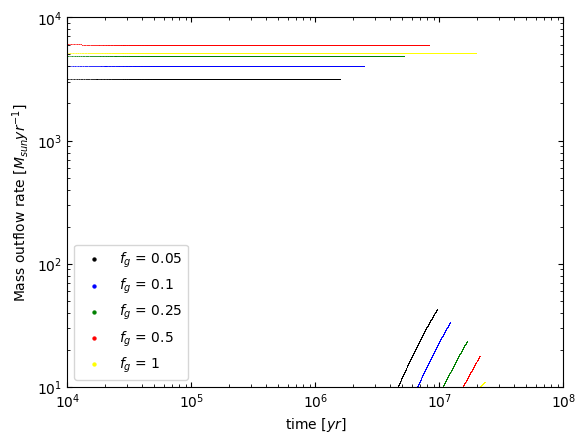 10^4
10^3
10^2
10^1
Mass outflow rate [M_{sun}yr^{-1}]
f_g = 0.05
f_g = 0.1
f_g = 0.25
f_g = 0.5
f_g = 1
10^4 10^5 10^6 10^7 10^8
time [yr]